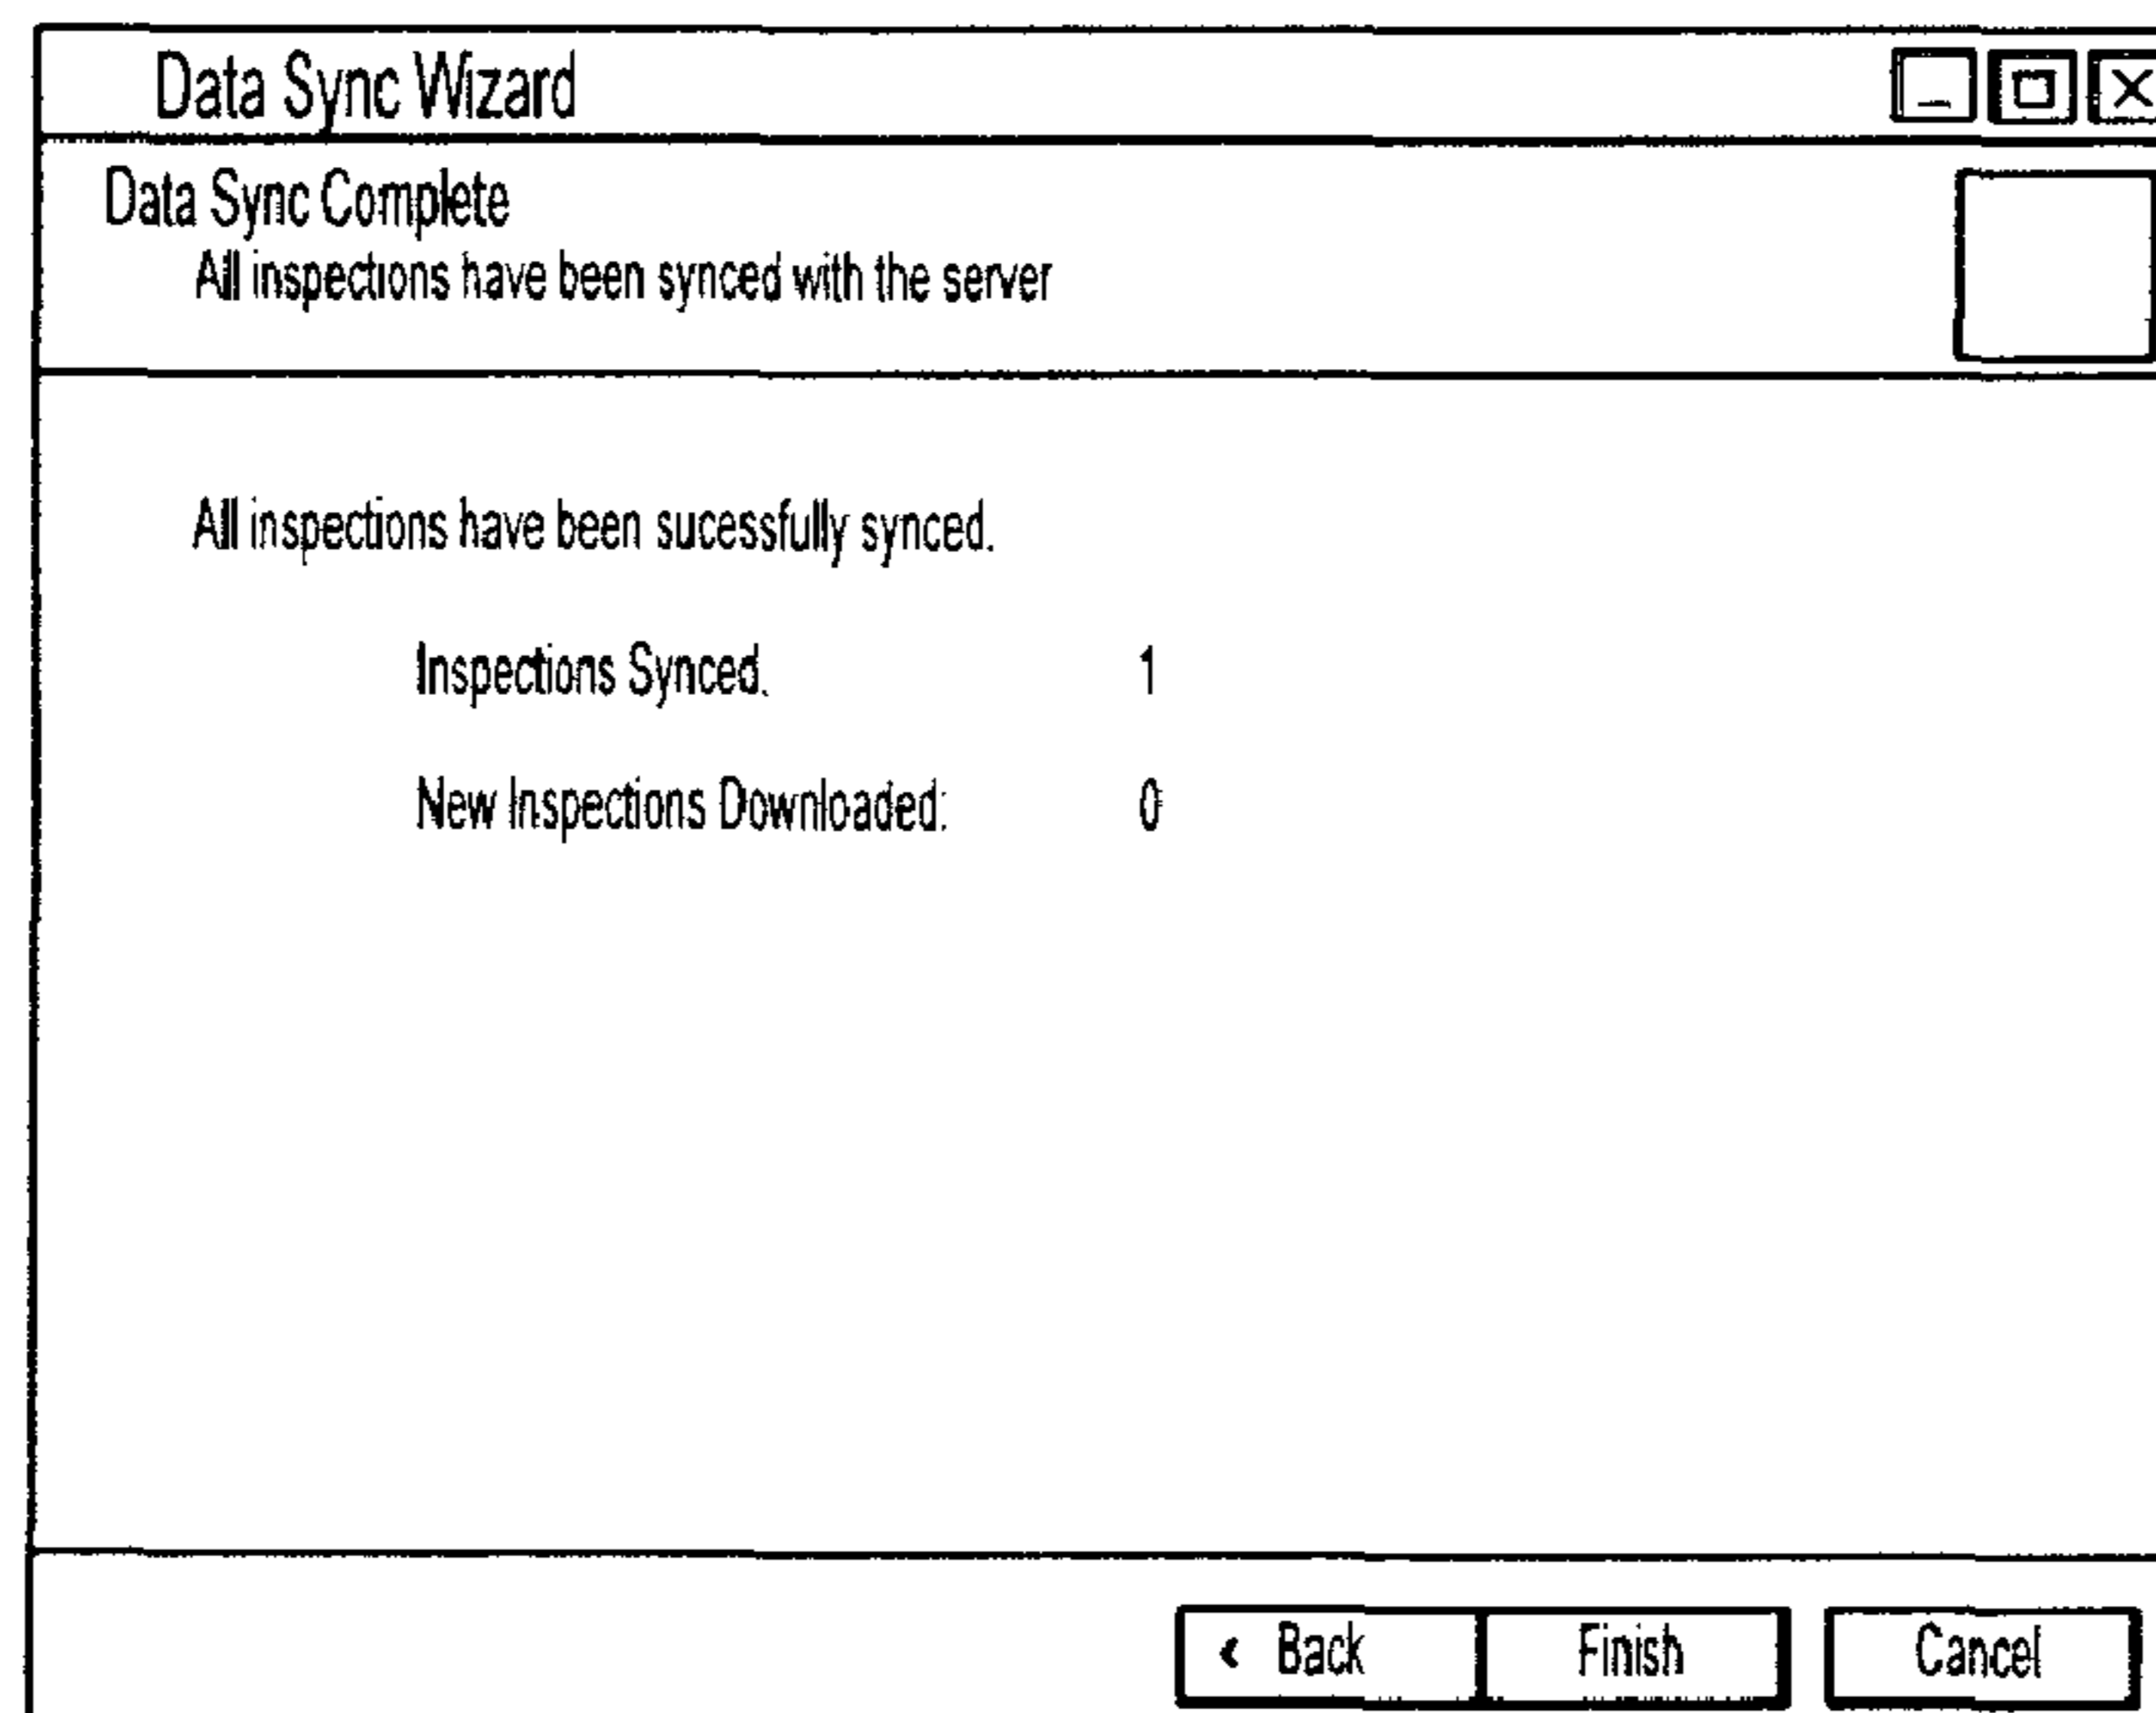 Data Sync Wizard
Data Sync Complete
All inspections have been synced with the server
All inspections have been sucessfully synced.
Inspections Synced. 1
New Inspections Downloaded: 0
‹ Back Finish Cancel